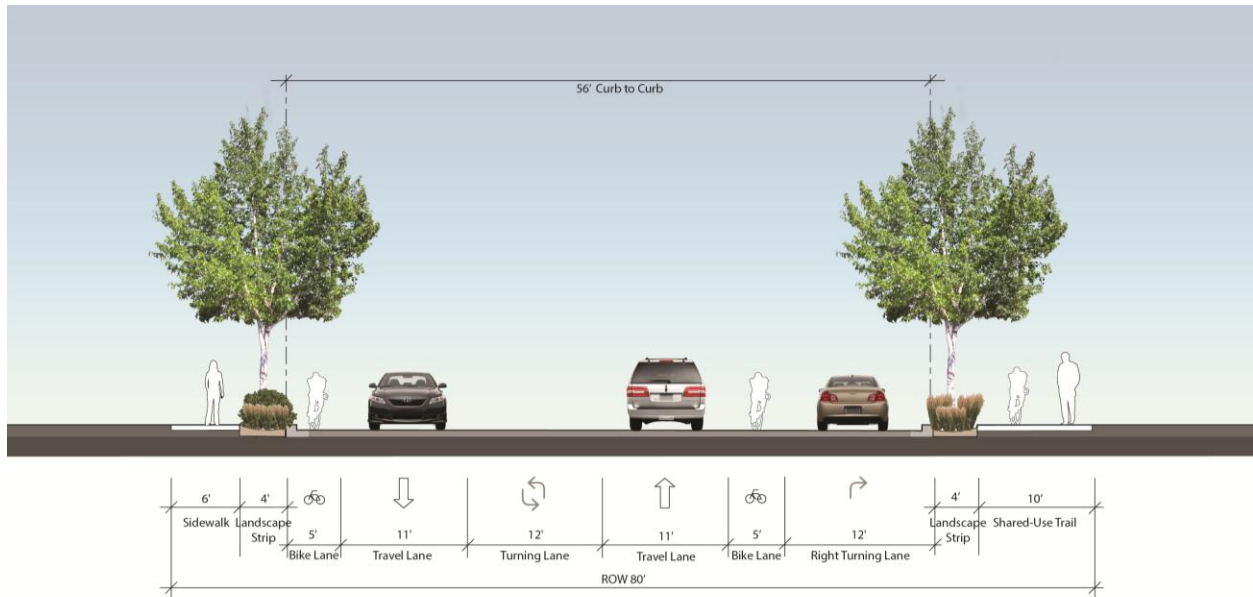 56' Curb to Curb
6' 4' 4' 10'
Sidewalk Landscape Strip Landscape Strip Shared-Use Trail
5' 11' 12' 11' 5' 12'
Bike Lane Travel Lane Turning Lane Travel Lane Bike Lane Right Turning Lane
ROW 80'